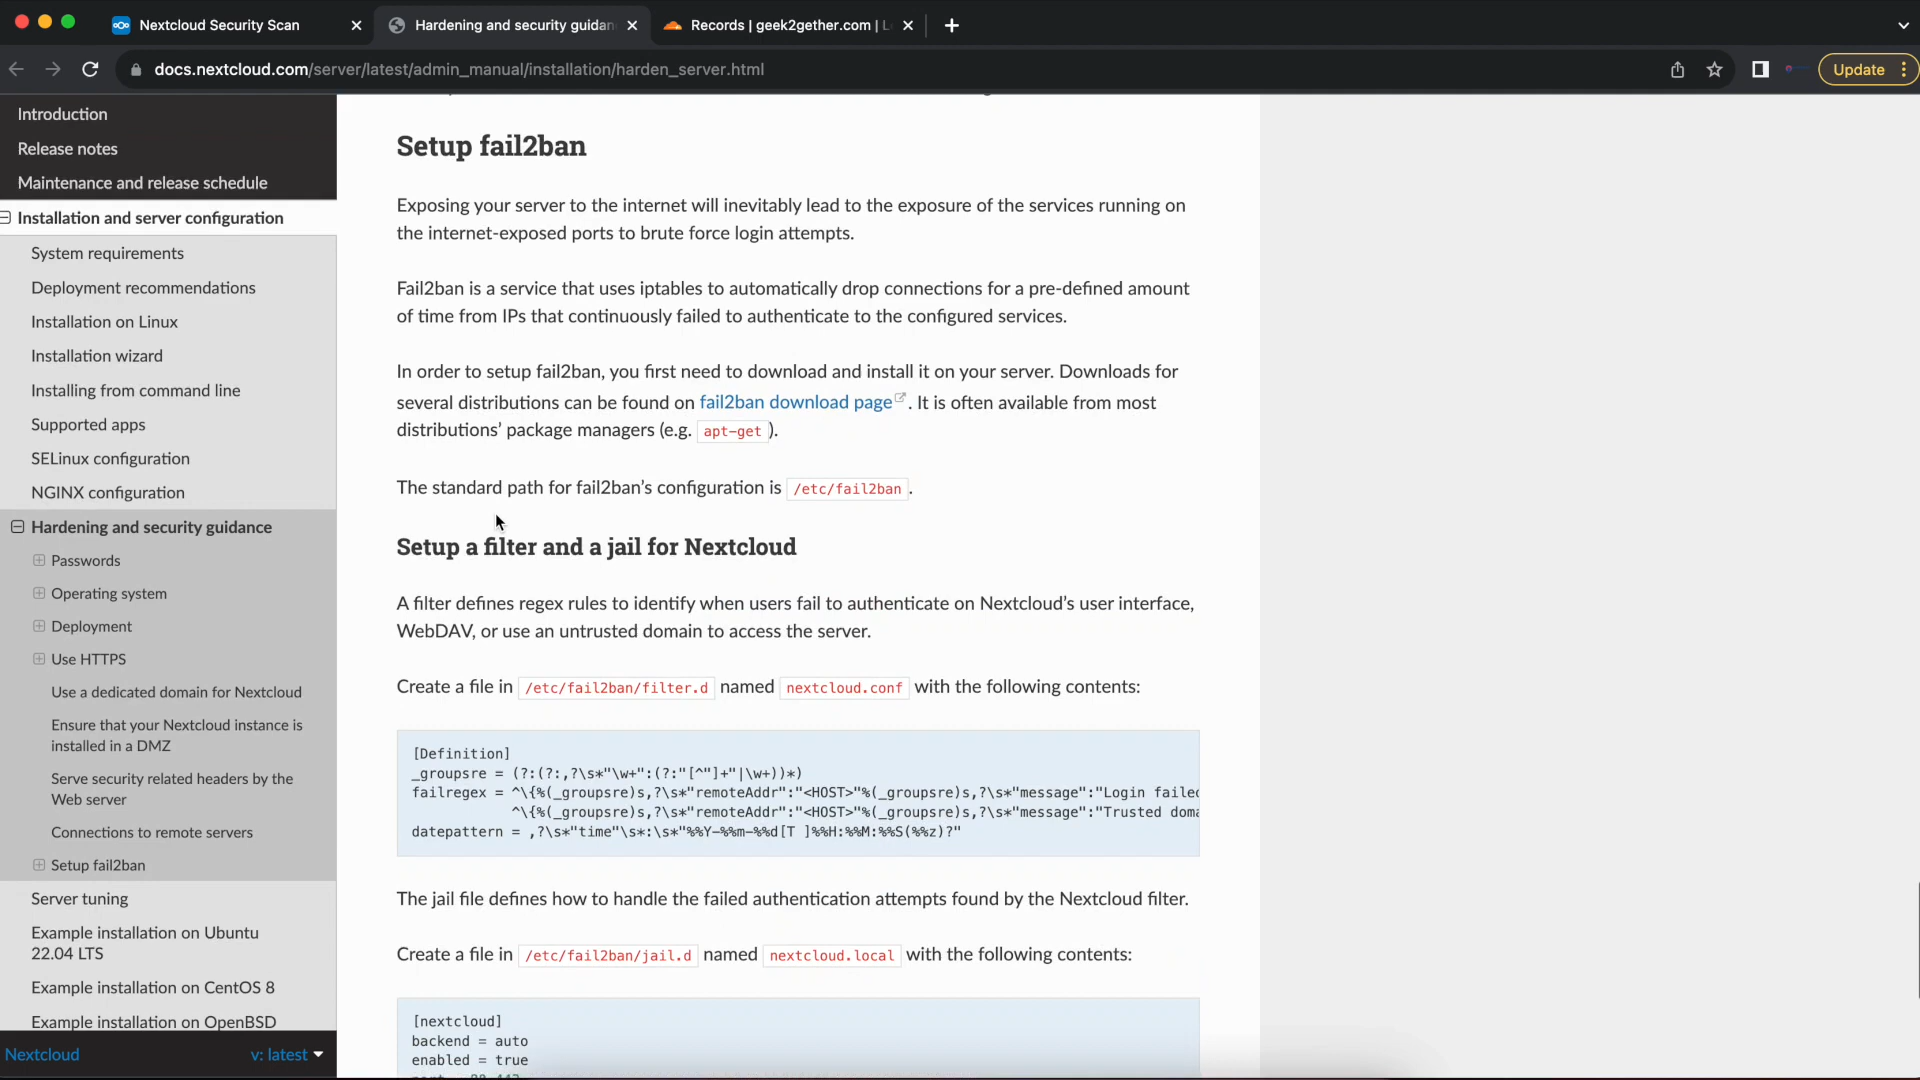 Nextcloud Security Scan
Hardening and security guidan
Records | geek2gether.com | L
docs.nextcloud.com/server/latest/admin_manual/installation/harden_server.html
Update
Introduction
Release notes
Maintenance and release schedule
Installation and server configuration
System requirements
Deployment recommendations
Installation on Linux
Installation wizard
Installing from command line
Supported apps
SELinux configuration
NGINX configuration
Hardening and security guidance
Passwords
Operating system
Deployment
Use HTTPS
Use a dedicated domain for Nextcloud
Ensure that your Nextcloud instance is
installed in a DMZ
Serve security related headers by the
Web server
Connections to remote servers
Setup fail2ban
Server tuning
Example installation on Ubuntu
22.04 LTS
Example installation on CentOS 8
Example installation on OpenBSD
Nextcloud
v: latest
Setup fail2ban
Exposing your server to the internet will inevitably lead to the exposure of the services running on
the internet-exposed ports to brute force login attempts.
Fail2ban is a service that uses iptables to automatically drop connections for a pre-defined amount
of time from IPs that continuously failed to authenticate to the configured services.
In order to setup fail2ban, you first need to download and install it on your server. Downloads for
several distributions can be found on fail2ban download page. It is often available from most
distributions’ package managers (e.g. apt-get ).
The standard path for fail2ban’s configuration is /etc/fail2ban.
Setup a filter and a jail for Nextcloud
A filter defines regex rules to identify when users fail to authenticate on Nextcloud’s user interface,
WebDAV, or use an untrusted domain to access the server.
Create a file in /etc/fail2ban/filter.d named nextcloud.conf with the following contents:
[Definition]
_groupsre = (?:(?:,?\s*"\w+":(?:"[^"]+"|\w+))*)
failregex = ^\{%(_groupsre)s,?\s*"remoteAddr":"<HOST>"%(_groupsre)s,?\s*"message":"Login failed
^\{%(_groupsre)s,?\s*"remoteAddr":"<HOST>"%(_groupsre)s,?\s*"message":"Trusted doma
datepattern = ,?\s*"time"\s*:\s*"%%Y-%%m-%%d[T ]%%H:%%M:%%S(%%z)?"
The jail file defines how to handle the failed authentication attempts found by the Nextcloud filter.
Create a file in /etc/fail2ban/jail.d named nextcloud.local with the following contents:
[nextcloud]
backend = auto
enabled = true